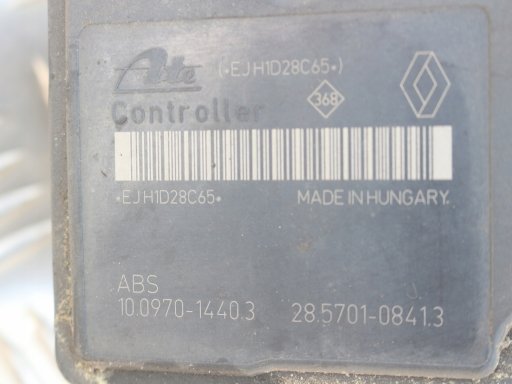 Ate (*EJH1D28C65*)
Controller 368
*EJH1D28C65* MADE IN HUNGARY.
ABS
10.0970-1440.3 28.5701-0841.3